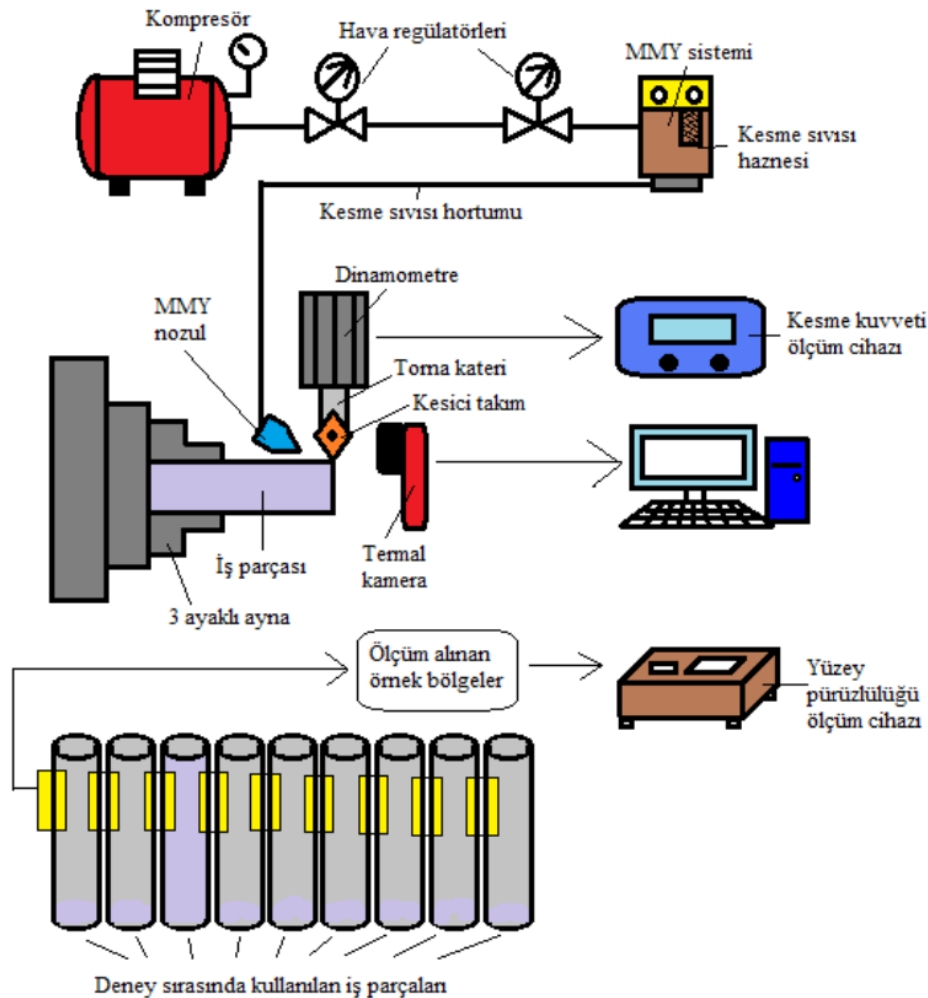 Kompresör
Hava regülatörleri
MMY sistemi
Kesme sıvısı
haznesi
Kesme sıvısı hortumu
Dinamometre
MMY
nozul
Kesme kuvveti
ölçüm cihazı
Torna kateri
Kesici takım
İş parçası
Termal
kamera
3 ayaklı ayna
Ölçüm alınan
örnek bölgeler
Yüzey
pürüzlülüğü
ölçüm cihazı
Deney sırasında kullanılan iş parçaları